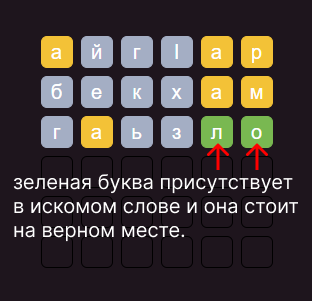 а й г l а р
б е к х а м
г а ь з л о
зеленая буква присутствует
в искомом слове и она стоит
на верном месте.